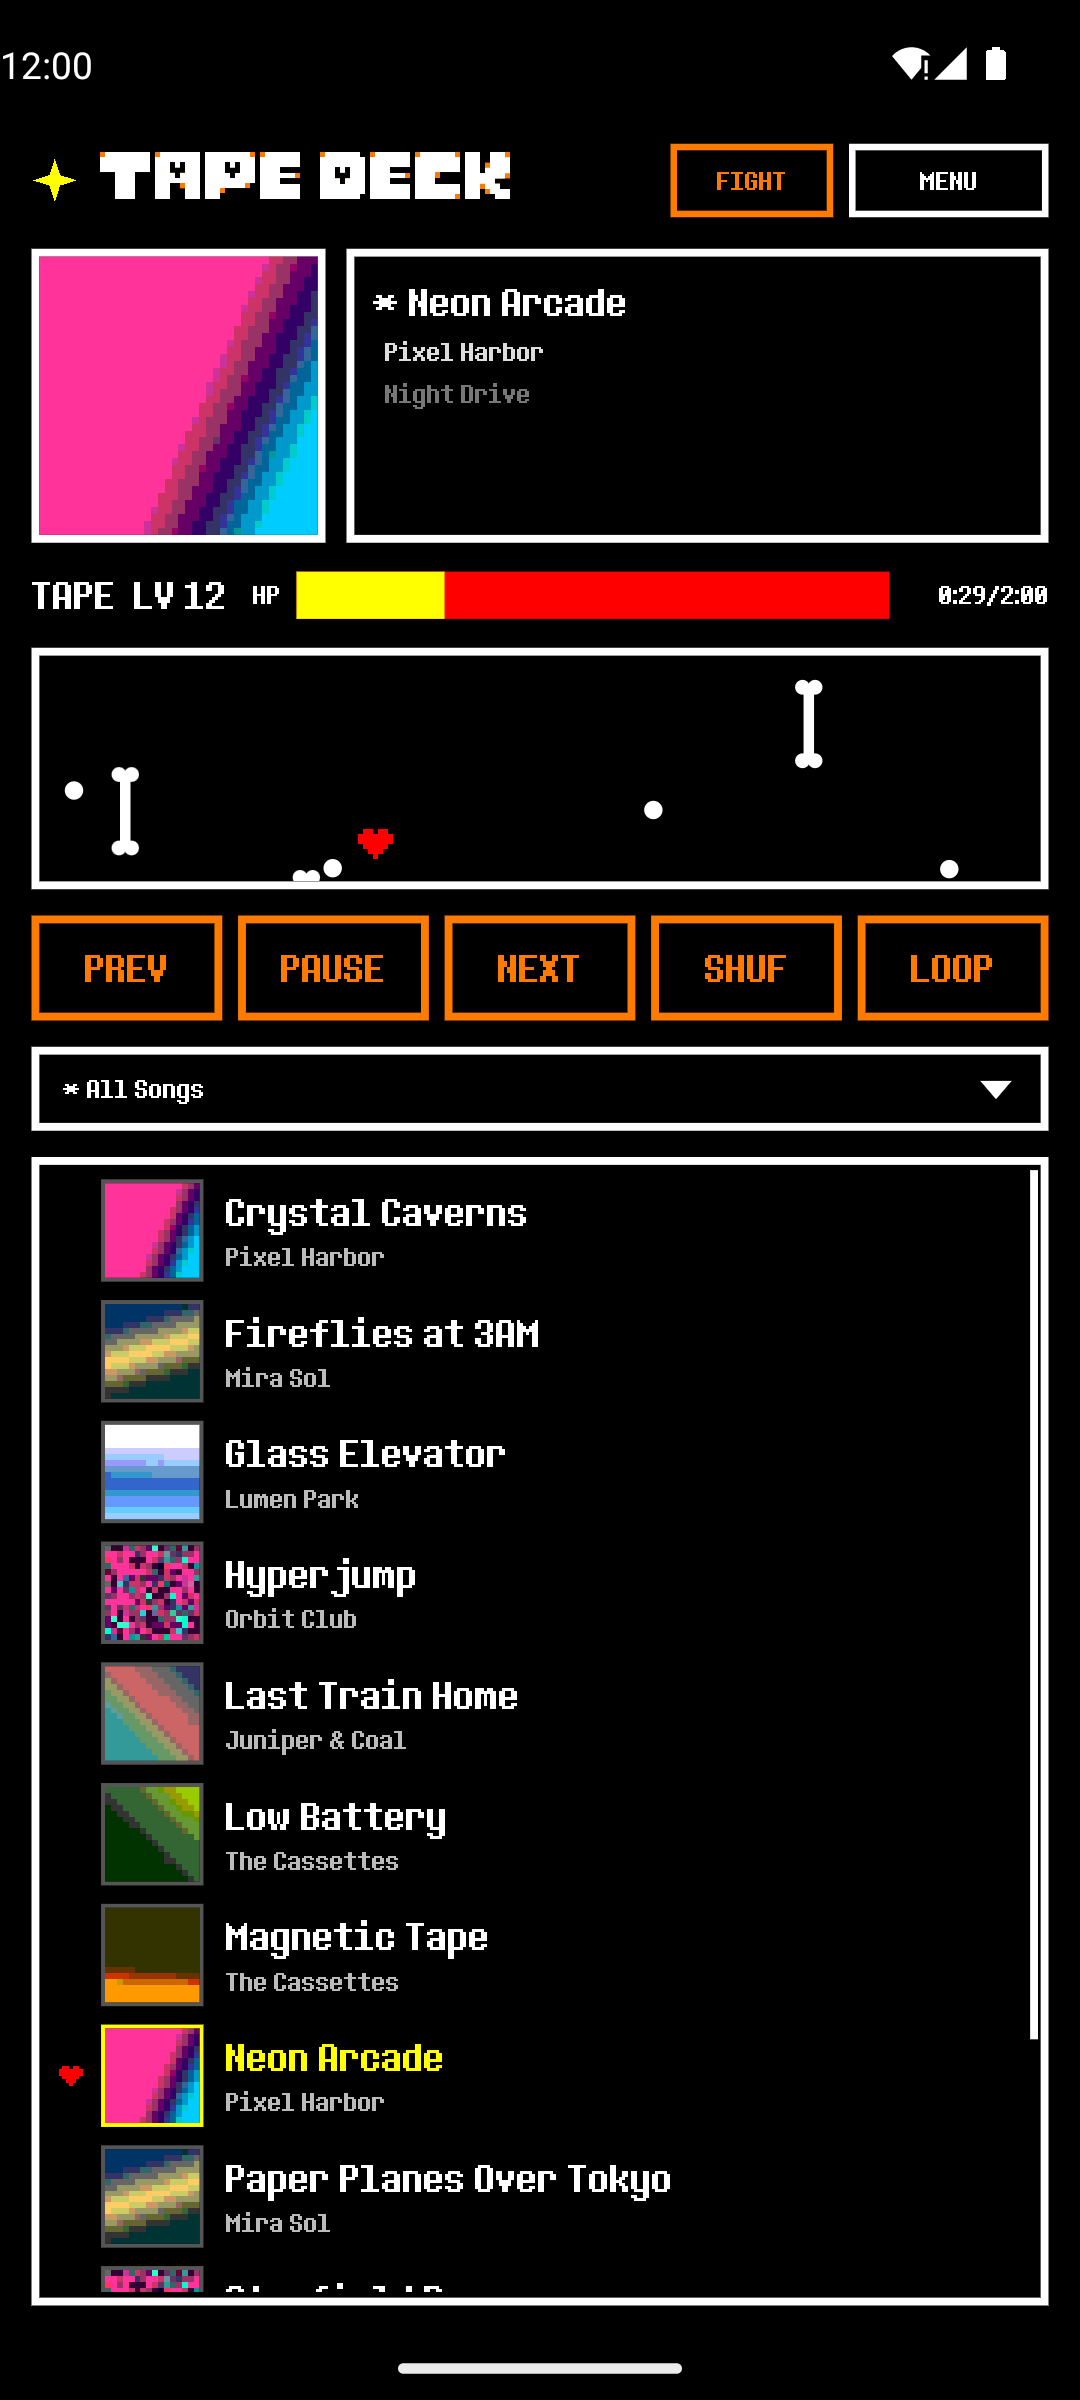 12:00
TAPE DECK
FIGHT
MENU
* Neon Arcade
Pixel Harbor
Night Drive
TAPE LV 12 HP 0:29/2:00
PREV
PAUSE
NEXT
SHUF
LOOP
* All Songs
Crystal Caverns
Pixel Harbor
Fireflies at 3AM
Mira Sol
Glass Elevator
Lumen Park
Hyperjump
Orbit Club
Last Train Home
Juniper & Coal
Low Battery
The Cassettes
Magnetic Tape
The Cassettes
Neon Arcade
Pixel Harbor
Paper Planes Over Tokyo
Mira Sol